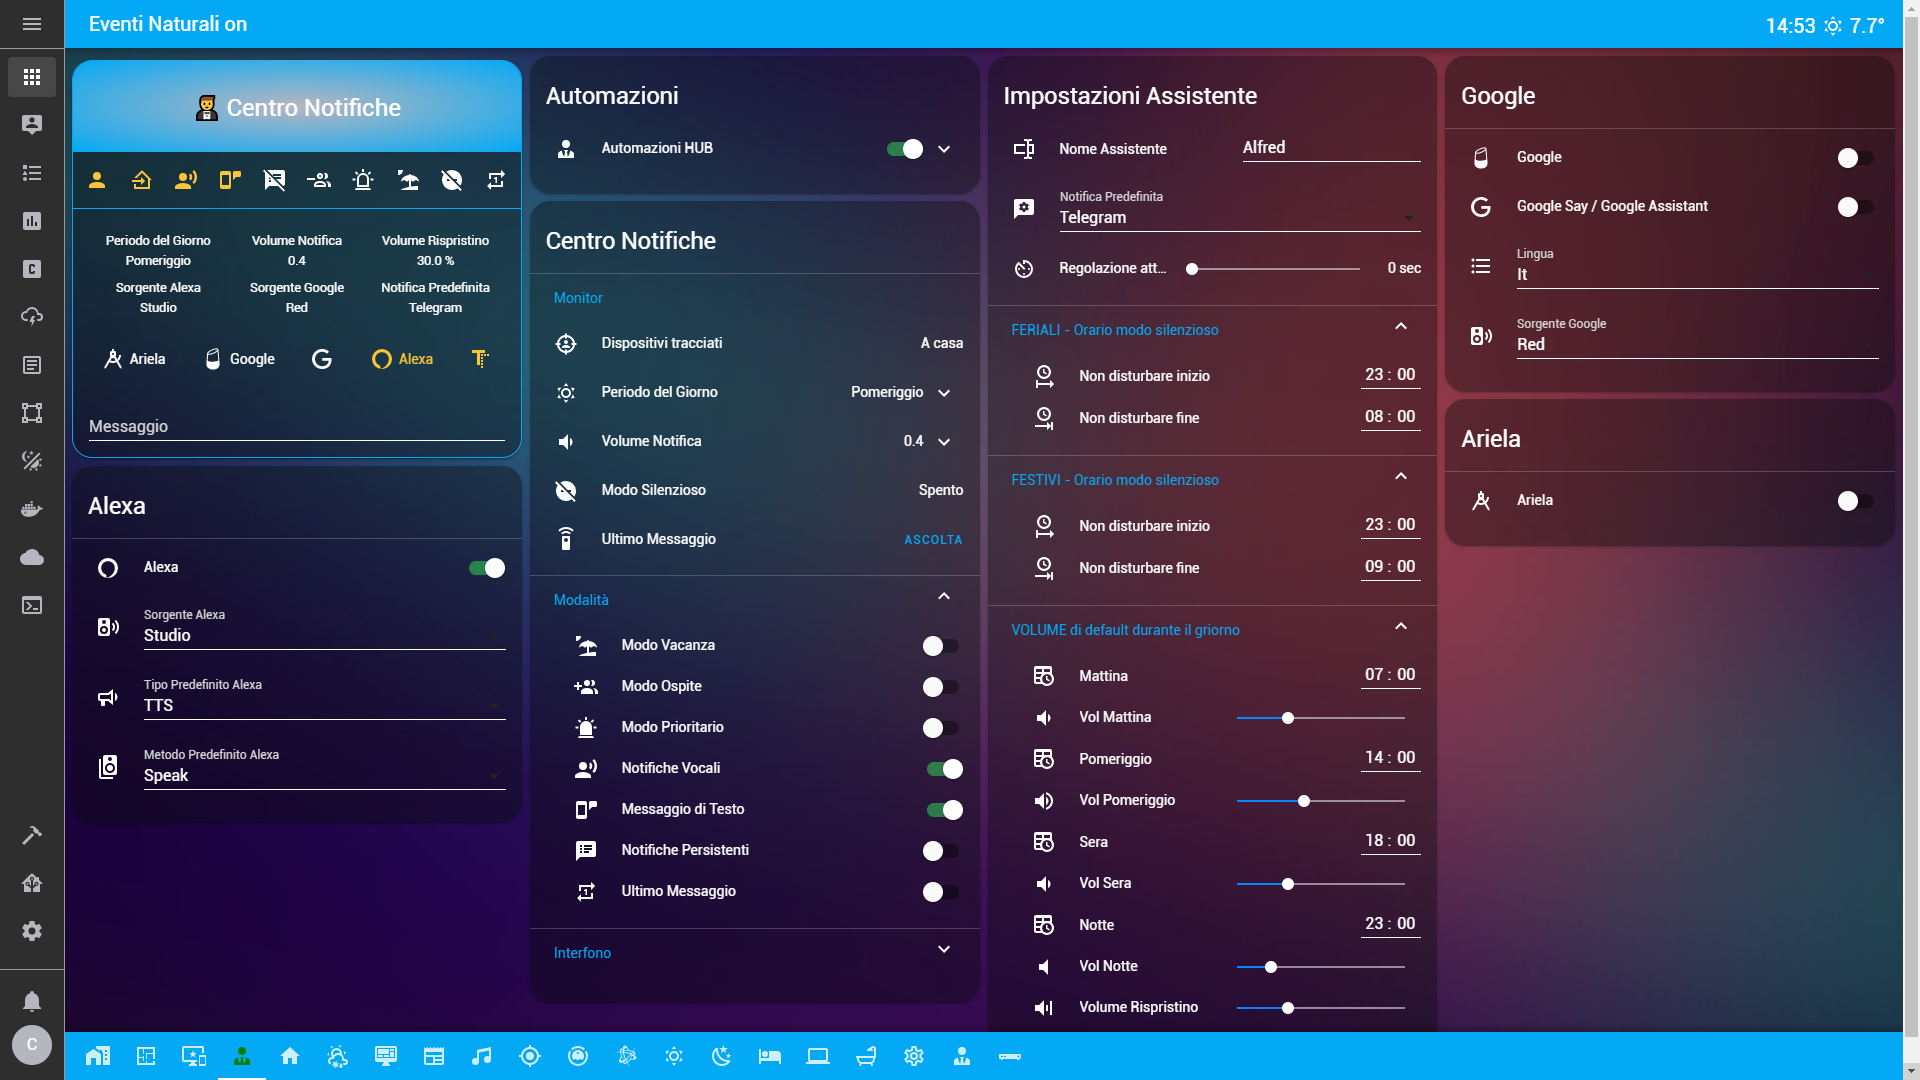 Eventi Naturali on
14:53 7.7°
Centro Notifiche
Periodo del Giorno
Pomeriggio
Volume Notifica
0.4
Volume Rispristino
30.0 %
Sorgente Alexa
Studio
Sorgente Google
Red
Notifica Predefinita
Telegram
Ariela
Google
Alexa
Messaggio
Alexa
Alexa
Sorgente Alexa
Studio
Tipo Predefinito Alexa
TTS
Metodo Predefinito Alexa
Speak
Automazioni
Automazioni HUB
Centro Notifiche
Monitor
Dispositivi tracciati A casa
Periodo del Giorno Pomeriggio
Volume Notifica 0.4
Modo Silenzioso Spento
Ultimo Messaggio ASCOLTA
Modalità
Modo Vacanza
Modo Ospite
Modo Prioritario
Notifiche Vocali
Messaggio di Testo
Notifiche Persistenti
Ultimo Messaggio
Interfono
Impostazioni Assistente
Nome Assistente Alfred
Notifica Predefinita
Telegram
Regolazione att... 0 sec
FERIALI - Orario modo silenzioso
Non disturbare inizio 23 : 00
Non disturbare fine 08 : 00
FESTIVI - Orario modo silenzioso
Non disturbare inizio 23 : 00
Non disturbare fine 09 : 00
VOLUME di default durante il griorno
Mattina 07 : 00
Vol Mattina
Pomeriggio 14 : 00
Vol Pomeriggio
Sera 18 : 00
Vol Sera
Notte 23 : 00
Vol Notte
Volume Rispristino
Google
Google
Google Say / Google Assistant
Lingua
It
Sorgente Google
Red
Ariela
Ariela
C
C